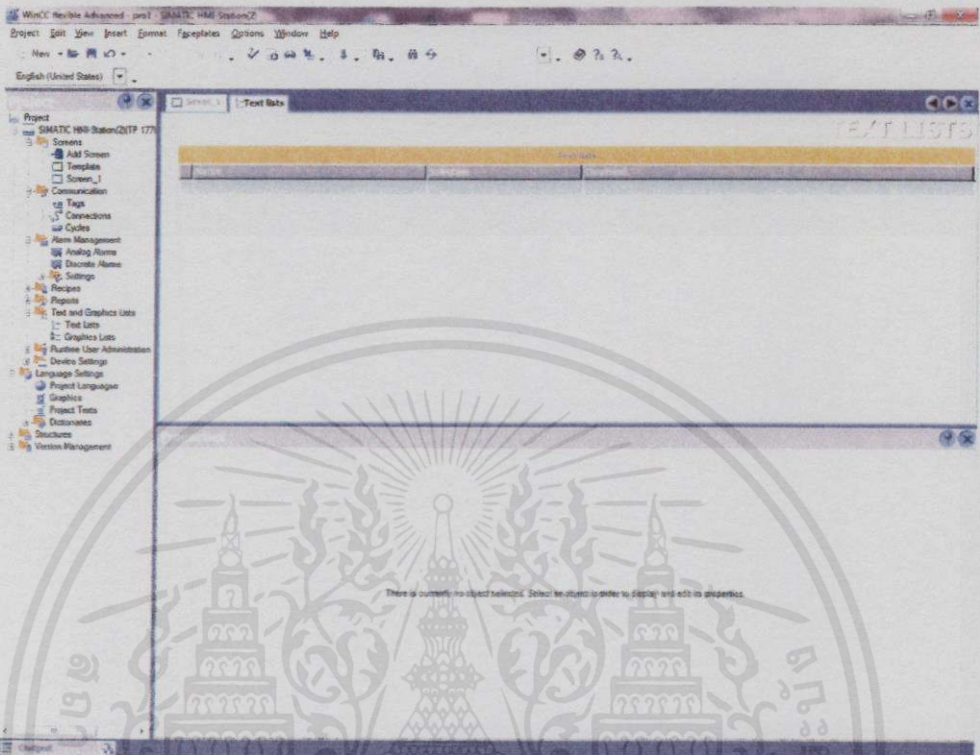 WinCC flexible Advanced - pro1 - SIMATIC HMI Station(2)
Project Edit View Insert Format Faceplates Options Window Help
New
English (United States)
Screen_1
Text lists
Project
SIMATIC HMI Station(2)(TP 177
Screens
Add Screen
Template
Screen_1
Communication
Tags
Connections
Cycles
Alarm Management
Analog Alarms
Discrete Alarms
Settings
Recipes
Reports
Text and Graphics Lists
Text Lists
Graphics Lists
Runtime User Administration
Device Settings
Language Settings
Project Languages
Graphics
Project Texts
Dictionaries
Structures
Version Management
TEXT LISTS
Text lists
Name
There is currently no object selected. Select an object in order to display and edit its properties.